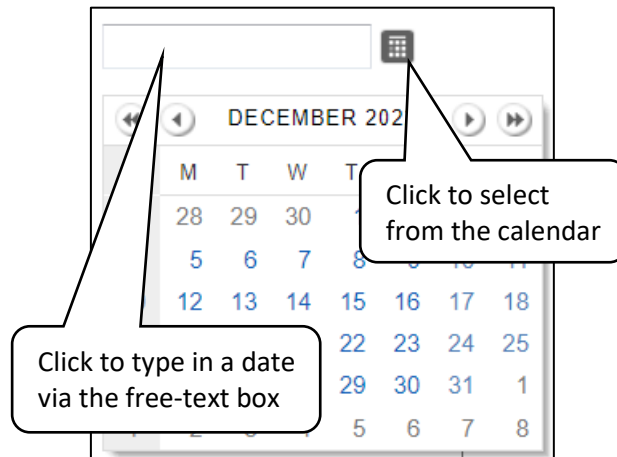 DECEMBER 202
M T W T
Click to select
from the calendar
28 29 30
5 6 7 8
12 13 14 15 16 17 18
Click to type in a date
via the free-text box
22 23 24 25
29 30 31 1
5 6 7 8